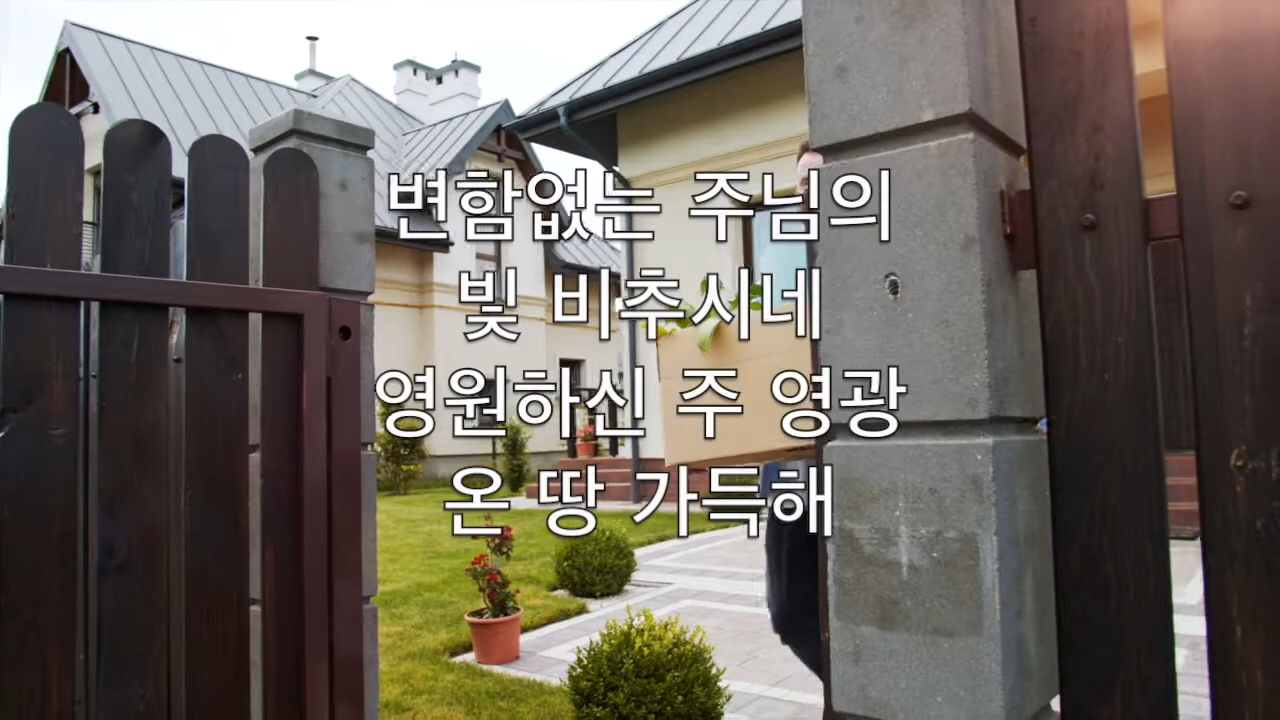 변함없는 주님의
빛 비추시네
영원하신 주 영광
온 땅 가득해